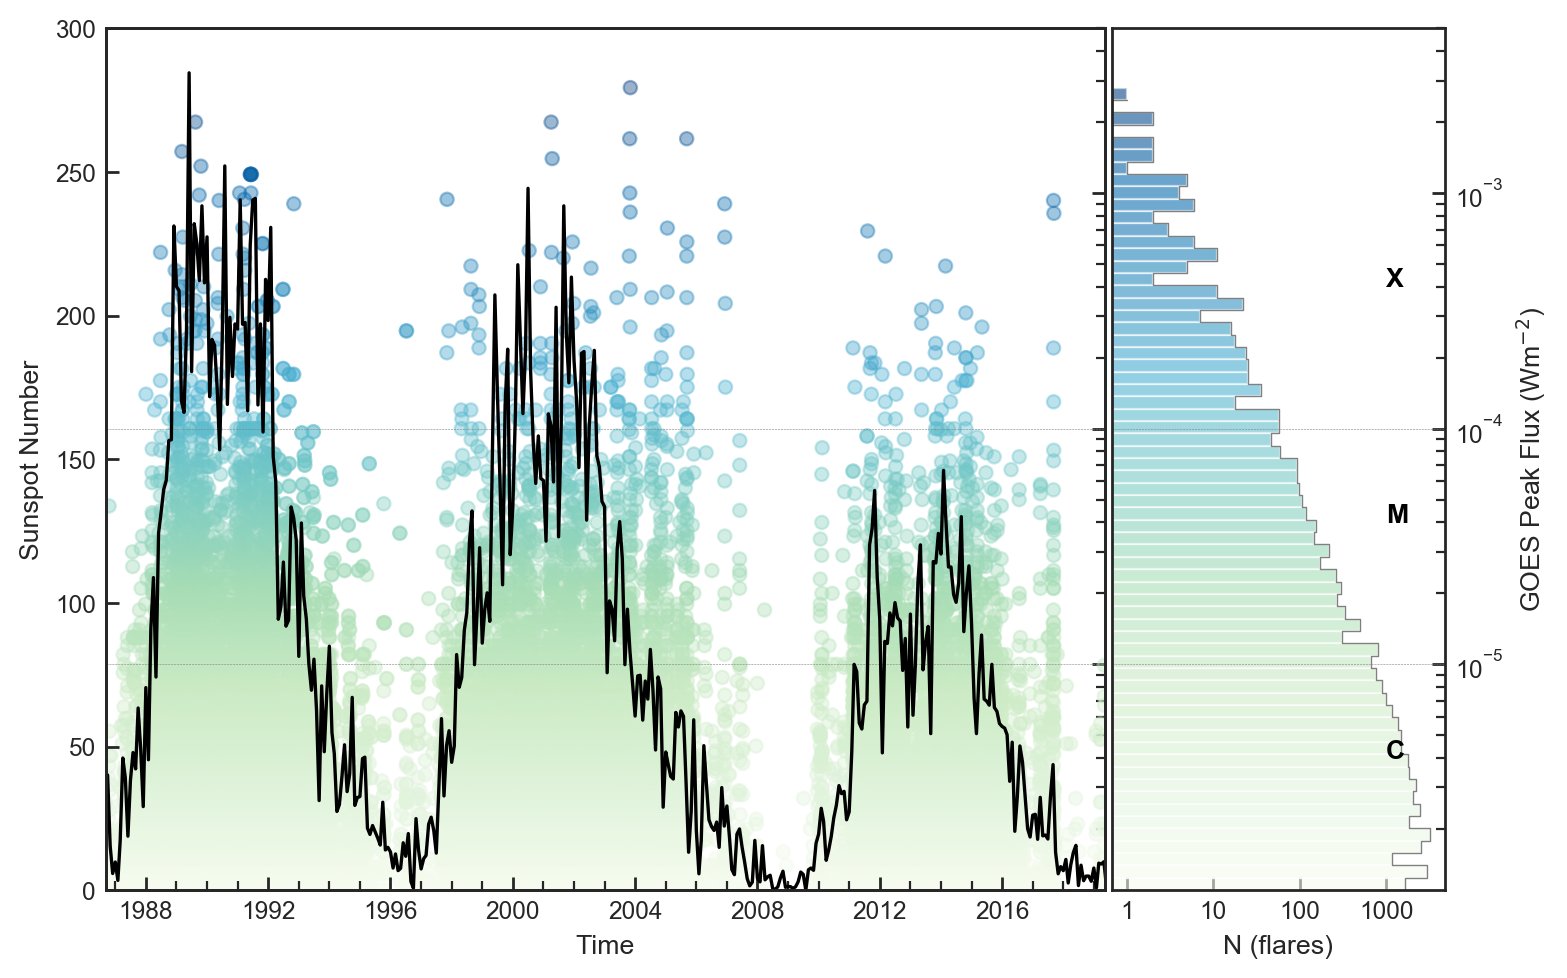 300
250
200
150
100
50
0
Sunspot Number
1988 1992 1996 2000 2004 2008 2012 2016
Time
X
M
C
1 10 100 1000
N (flares)
10⁻³
10⁻⁴
10⁻⁵
GOES Peak Flux (Wm⁻²)